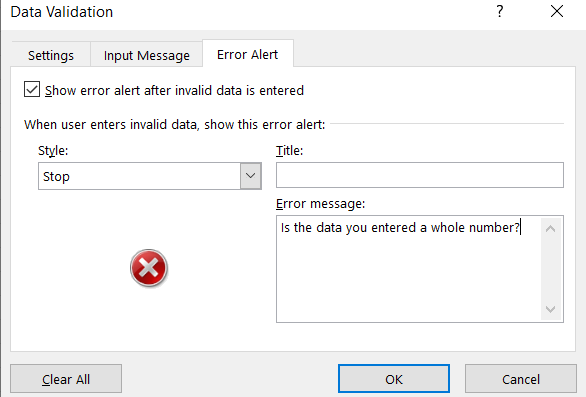 Data Validation ?
Settings Input Message Error Alert
Show error alert after invalid data is entered
When user enters invalid data, show this error alert:
Style: Title:
Stop
Error message:
Is the data you entered a whole number?
Clear All OK Cancel